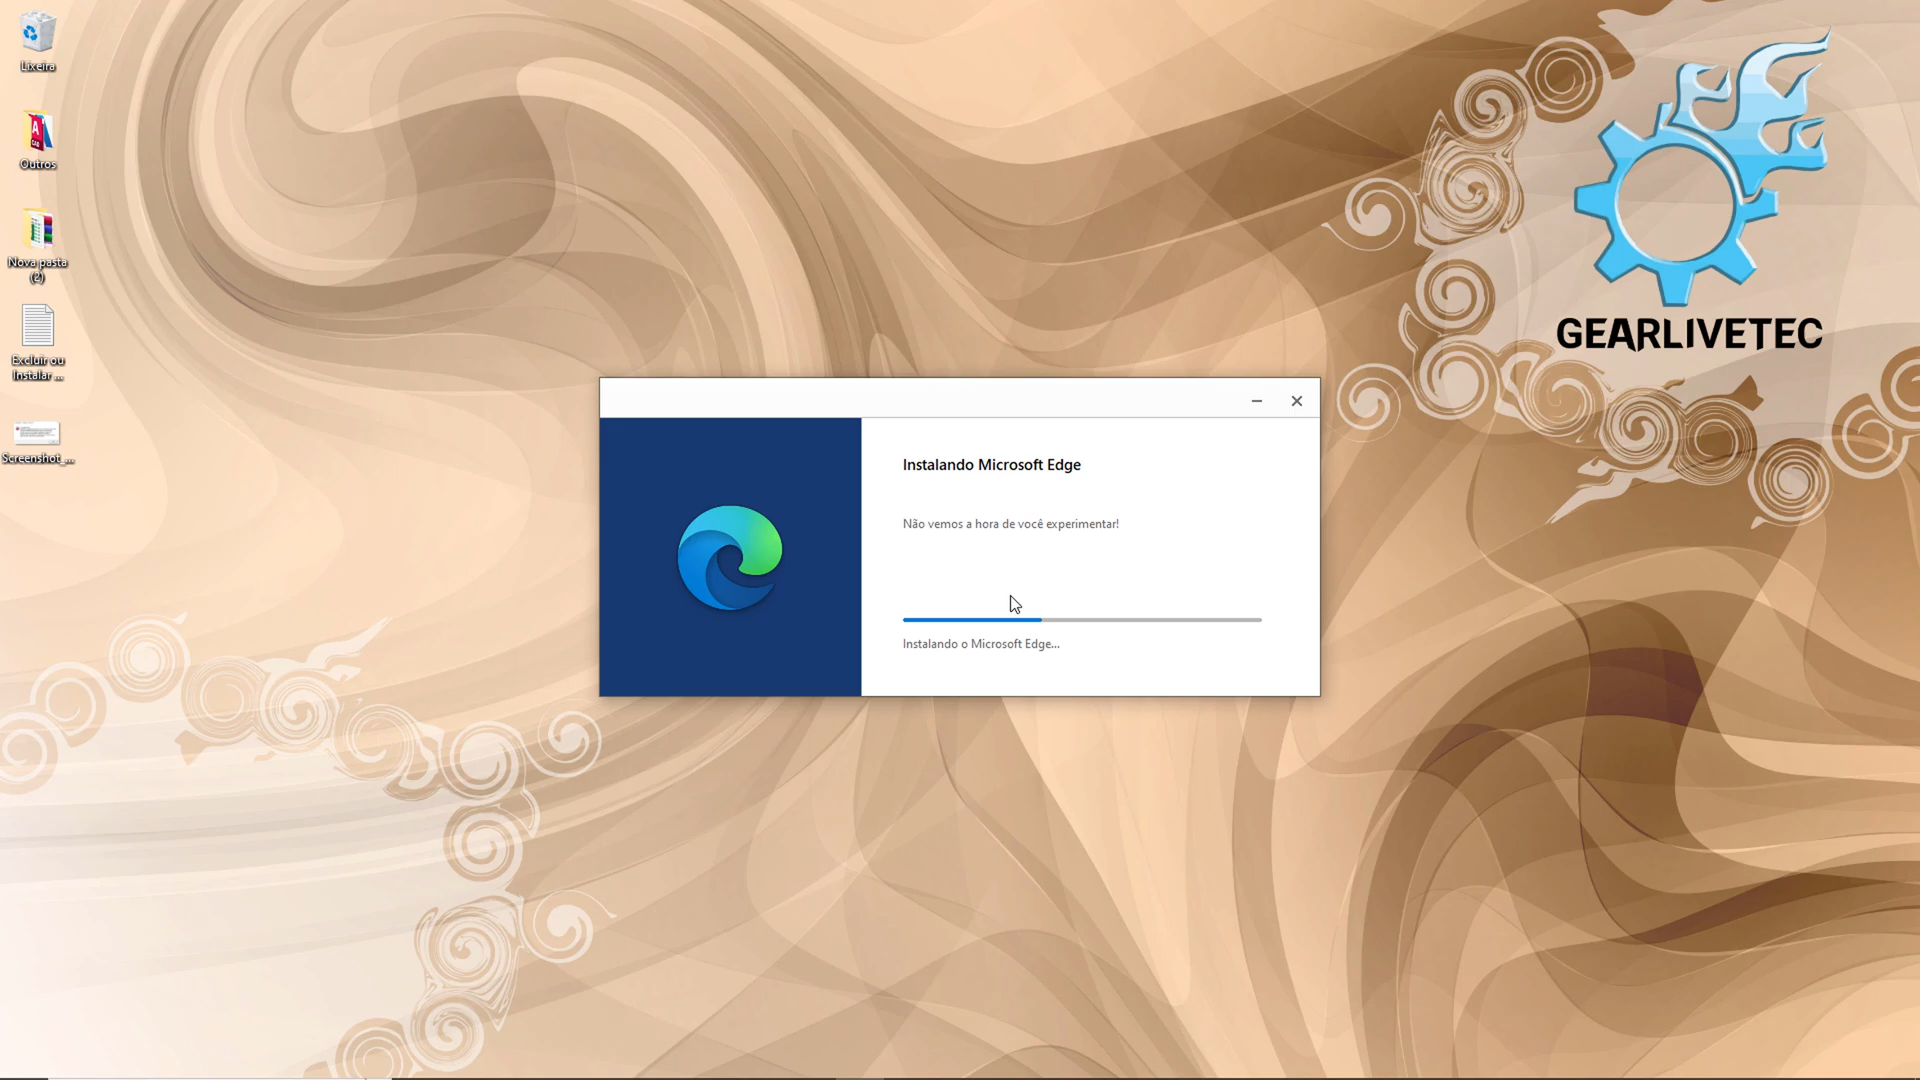 Lixeira
Outros
Nova pasta
(2)
Excluir ou
Instalar ...
Screenshot_...
GEARLIVETEC
Instalando Microsoft Edge
Não vemos a hora de você experimentar!
Instalando o Microsoft Edge...